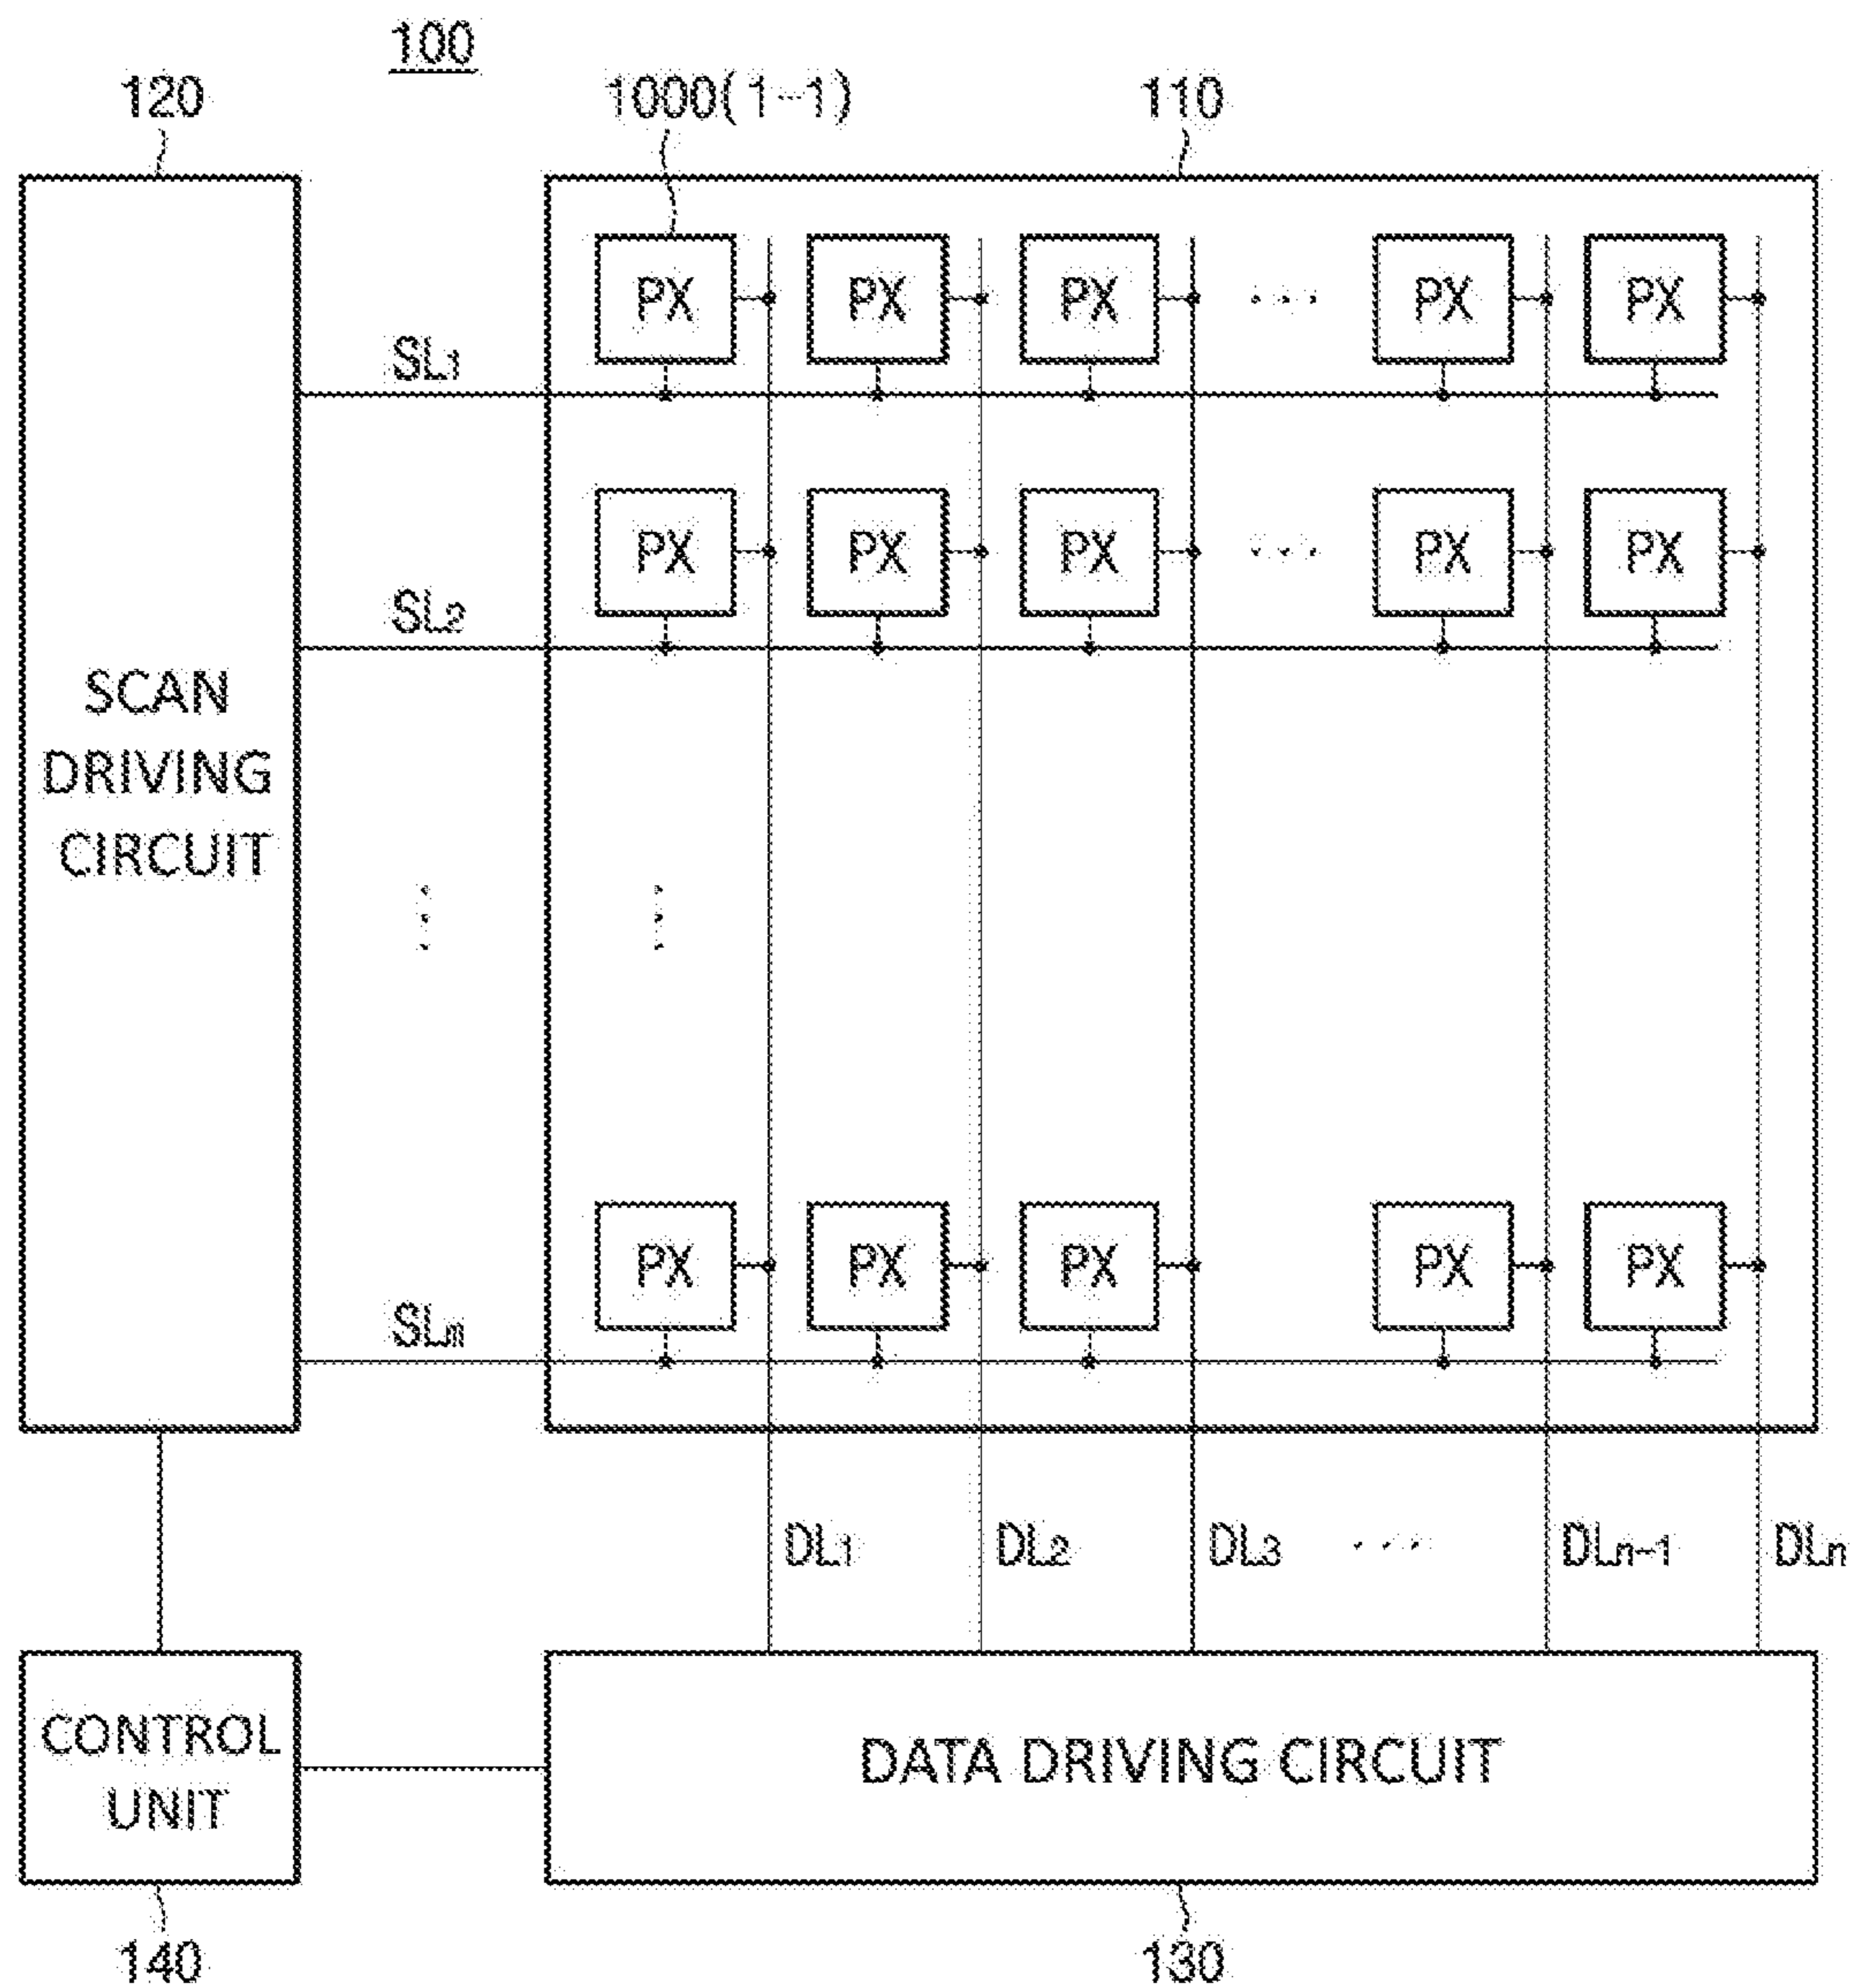 100
120
1000(1-1)
110
PX PX PX ··· PX PX
SL1
PX PX PX ··· PX PX
SL2
SCAN
DRIVING
CIRCUIT
PX PX PX PX PX
SLm
DL1 DL2 DL3 ··· DLn-1 DLn
CONTROL
UNIT
DATA DRIVING CIRCUIT
140
130